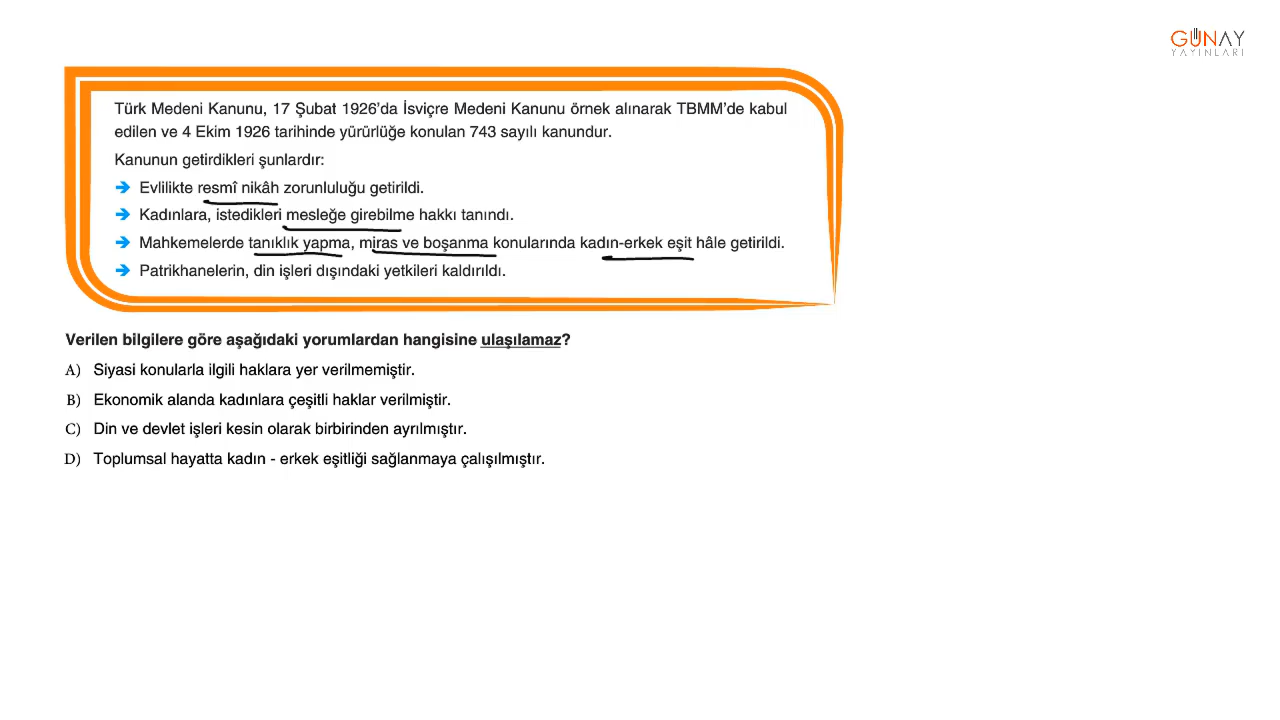 GÜNAY
YAYINLARI
Türk Medeni Kanunu, 17 Şubat 1926'da İsviçre Medeni Kanunu örnek alınarak TBMM'de kabul
edilen ve 4 Ekim 1926 tarihinde yürürlüğe konulan 743 sayılı kanundur.
Kanunun getirdikleri şunlardır:
➔ Evlilikte resmî nikâh zorunluluğu getirildi.
➔ Kadınlara, istedikleri mesleğe girebilme hakkı tanındı.
➔ Mahkemelerde tanıklık yapma, miras ve boşanma konularında kadın-erkek eşit hâle getirildi.
➔ Patrikhanelerin, din işleri dışındaki yetkileri kaldırıldı.
Verilen bilgilere göre aşağıdaki yorumlardan hangisine ulaşılamaz?
A) Siyasi konularla ilgili haklara yer verilmemiştir.
B) Ekonomik alanda kadınlara çeşitli haklar verilmiştir.
C) Din ve devlet işleri kesin olarak birbirinden ayrılmıştır.
D) Toplumsal hayatta kadın - erkek eşitliği sağlanmaya çalışılmıştır.